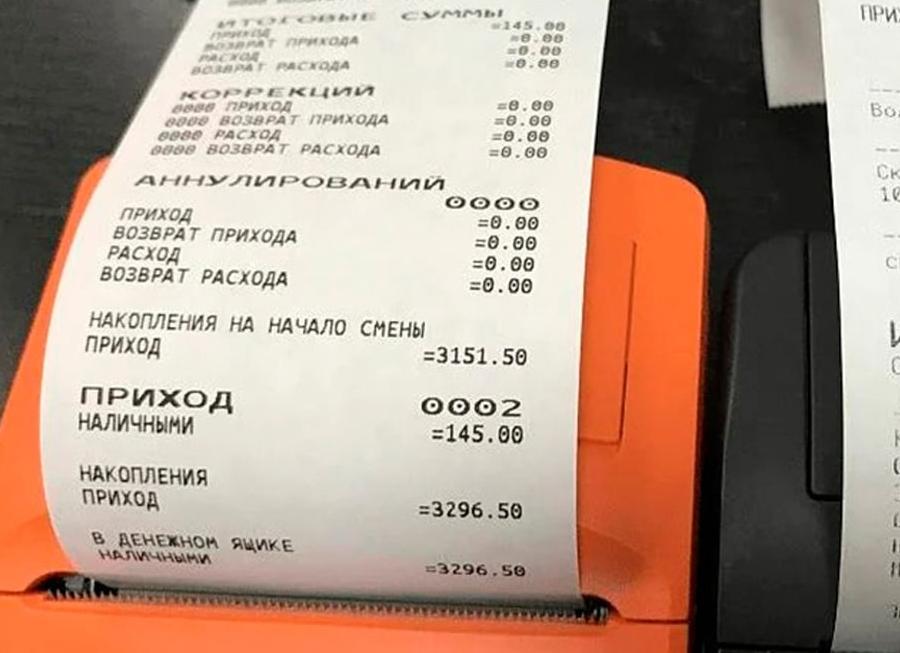 ИТОГОВЫЕ СУММЫ
ПРИХОД =145.00
ВОЗВРАТ ПРИХОДА =0.00
РАСХОД =0.00
ВОЗВРАТ РАСХОДА =0.00
КОРРЕКЦИЙ
0000 ПРИХОД =0.00
0000 ВОЗВРАТ ПРИХОДА =0.00
0000 РАСХОД =0.00
0000 ВОЗВРАТ РАСХОДА =0.00
АННУЛИРОВАНИЙ 0000
ПРИХОД =0.00
ВОЗВРАТ ПРИХОДА =0.00
РАСХОД =0.00
ВОЗВРАТ РАСХОДА =0.00
НАКОПЛЕНИЯ НА НАЧАЛО СМЕНЫ
ПРИХОД =3151.50
ПРИХОД 0002
НАЛИЧНЫМИ =145.00
НАКОПЛЕНИЯ
ПРИХОД =3296.50
В ДЕНЕЖНОМ ЯЩИКЕ
НАЛИЧНЫМИ =3296.50